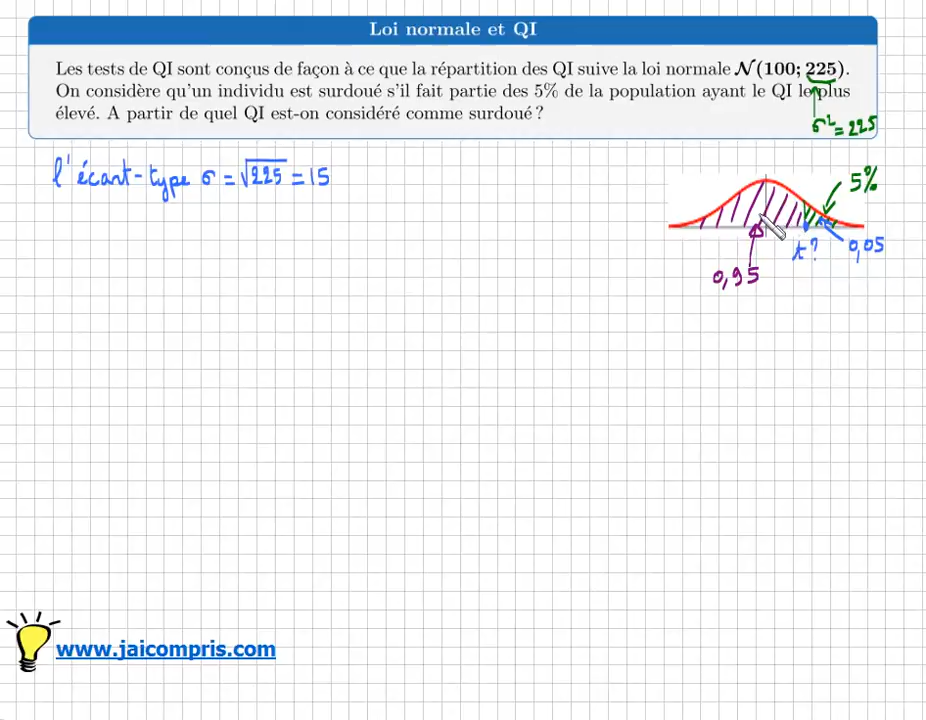 Loi normale et QI
Les tests de QI sont conçus de façon à ce que la répartition des QI suive la loi normale N(100; 225).
On considère qu'un individu est surdoué s'il fait partie des 5% de la population ayant le QI le plus
élevé. A partir de quel QI est-on considéré comme surdoué ?
σ² = 225
l'écart-type σ = √225 = 15
5%
t?
0,05
0,95
www.jaicompris.com